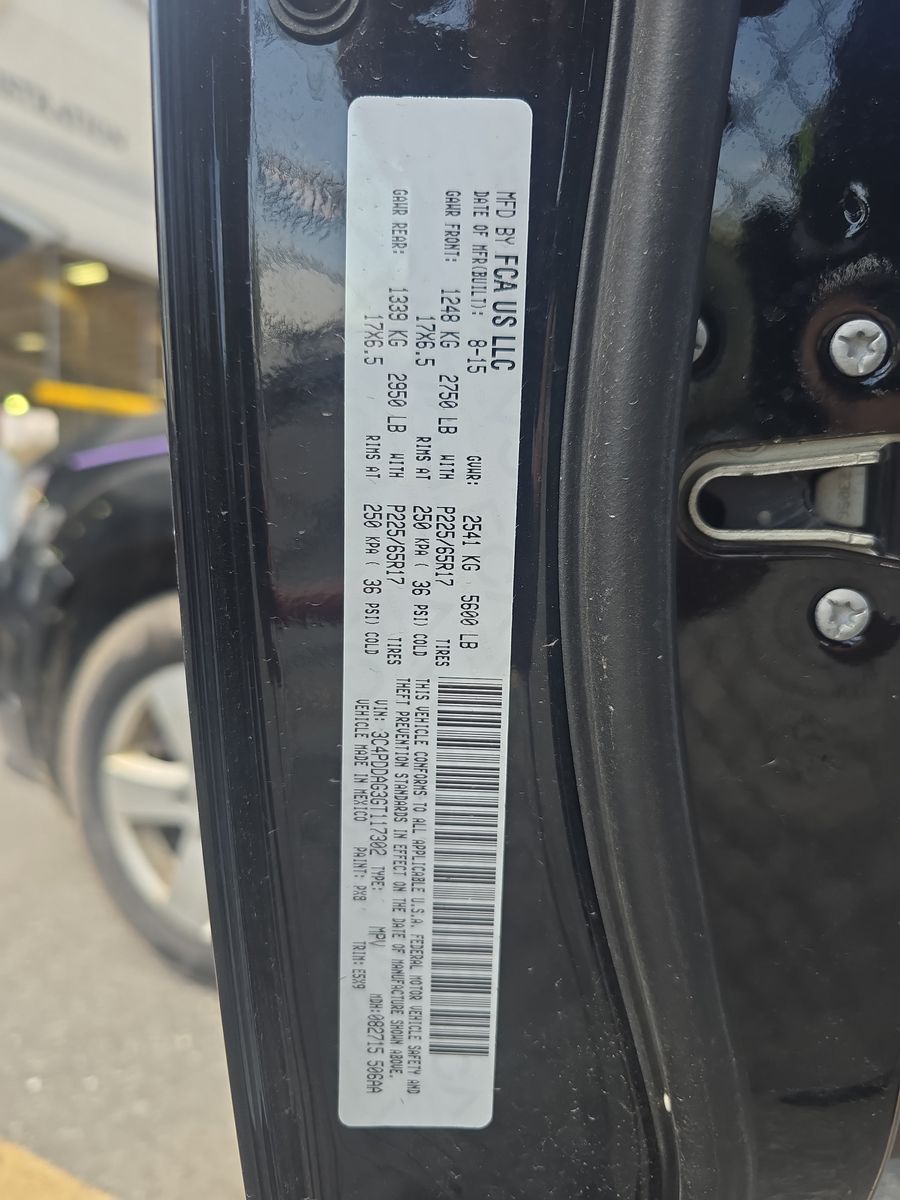 MFD BY FCA US LLC
DATE OF MFR(BUILT): 8-15 GVWR: 2541 KG 5600 LB
GAWR FRONT: 1248 KG 2750 LB WITH P225/65R17 TIRES
17X6.5 RIMS AT 250 KPA ( 36 PSI) COLD
GAWR REAR: 1339 KG 2950 LB WITH P225/65R17 TIRES
17X6.5 RIMS AT 250 KPA ( 36 PSI) COLD
THIS VEHICLE CONFORMS TO ALL APPLICABLE U.S.A. FEDERAL MOTOR VEHICLE SAFETY AND
THEFT PREVENTION STANDARDS IN EFFECT ON THE DATE OF MANUFACTURE SHOWN ABOVE.
VIN: 3C4PDDAG3GT117302 TYPE: MPV MDH:082715 506AA
VEHICLE MADE IN MEXICO PAINT: PX8 TRIM: E5X9